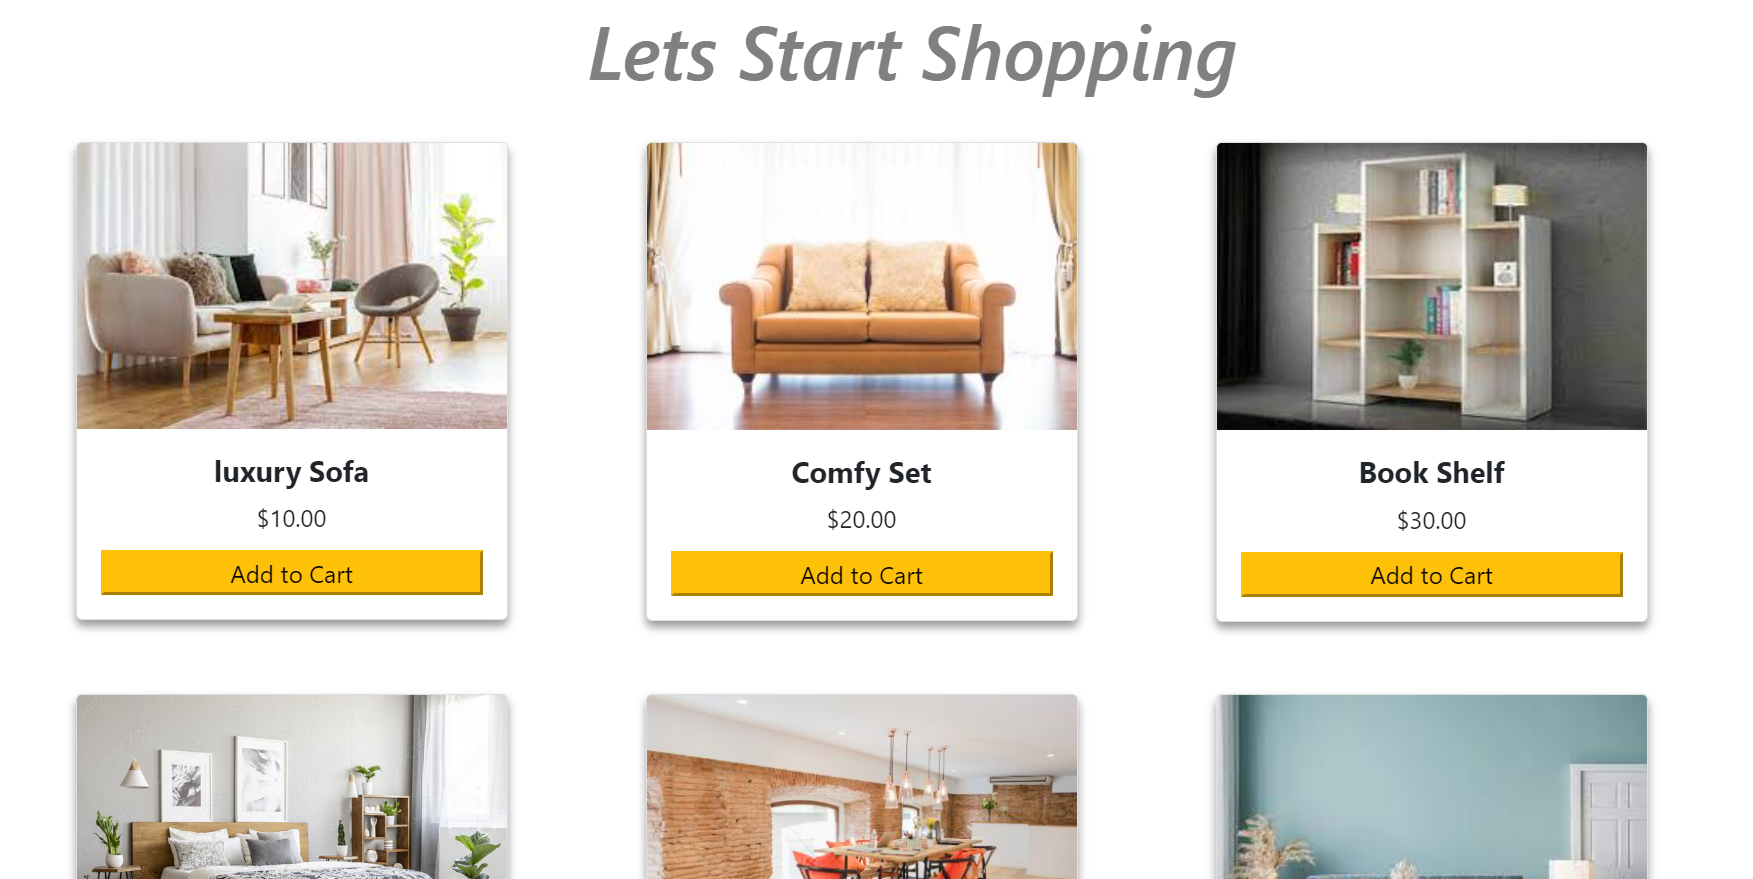 Lets Start Shopping
luxury Sofa
Comfy Set
Book Shelf
$10.00
$20.00
$30.00
Add to Cart
Add to Cart
Add to Cart